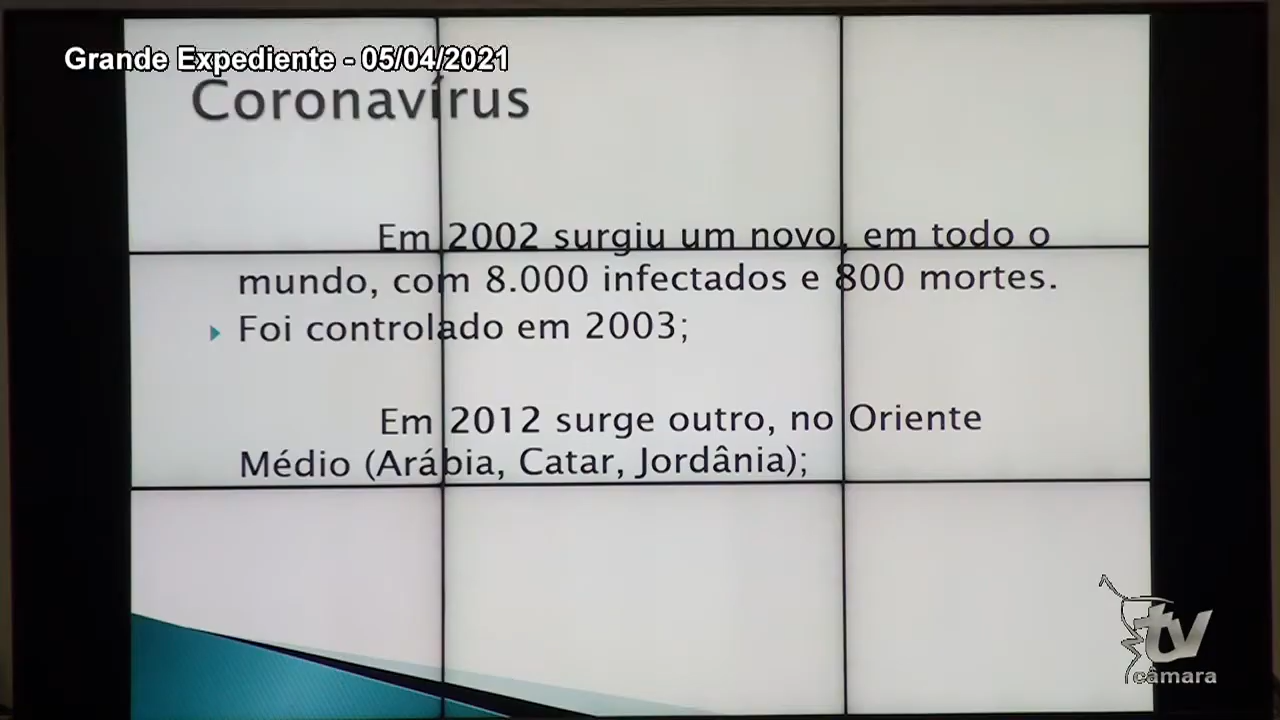 Grande Expediente - 05/04/2021
Coronavírus
Em 2002 surgiu um novo, em todo o
mundo, com 8.000 infectados e 800 mortes.
Foi controlado em 2003;
Em 2012 surge outro, no Oriente
Médio (Arábia, Catar, Jordânia);
tv
câmara